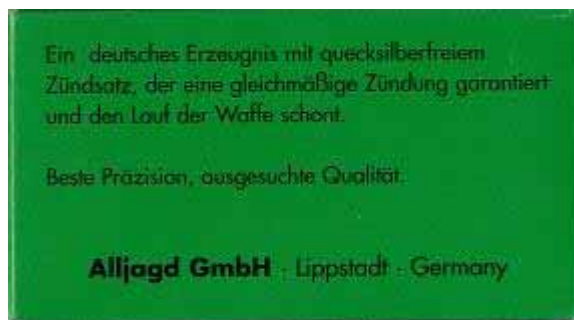 Ein deutsches Erzeugnis mit quecksilberfreiem
Zündsatz, der eine gleichmäßige Zündung garantiert
und den Lauf der Waffe schont.
Beste Präzision, ausgesuchte Qualität.
Alljagd GmbH · Lippstadt · Germany